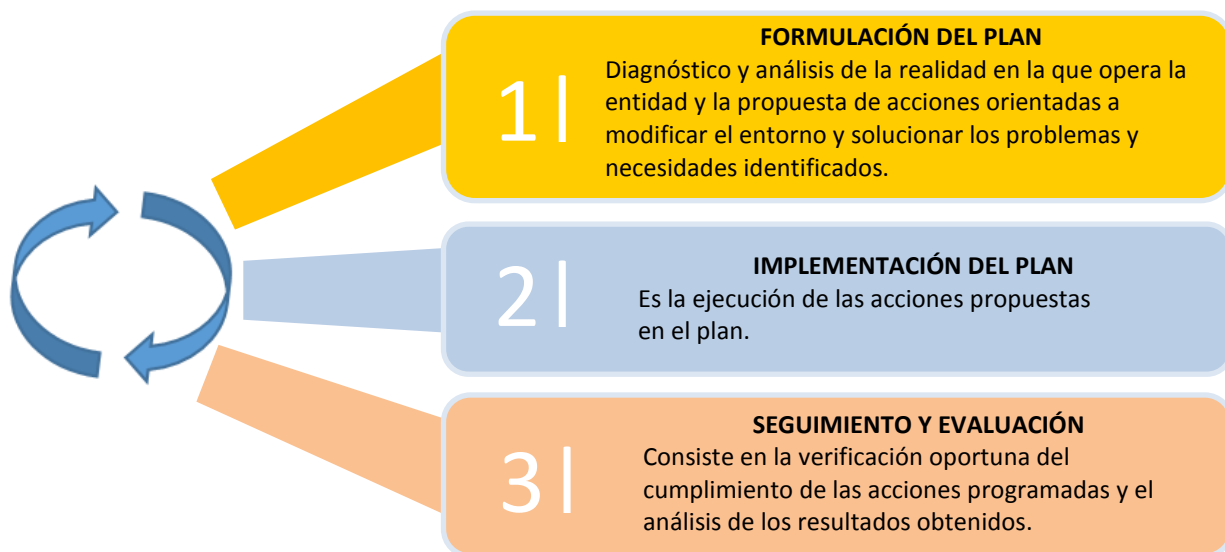 1|
FORMULACIÓN DEL PLAN
Diagnóstico y análisis de la realidad en la que opera la
entidad y la propuesta de acciones orientadas a
modificar el entorno y solucionar los problemas y
necesidades identificados.
2|
IMPLEMENTACIÓN DEL PLAN
Es la ejecución de las acciones propuestas
en el plan.
3|
SEGUIMIENTO Y EVALUACIÓN
Consiste en la verificación oportuna del
cumplimiento de las acciones programadas y el
análisis de los resultados obtenidos.